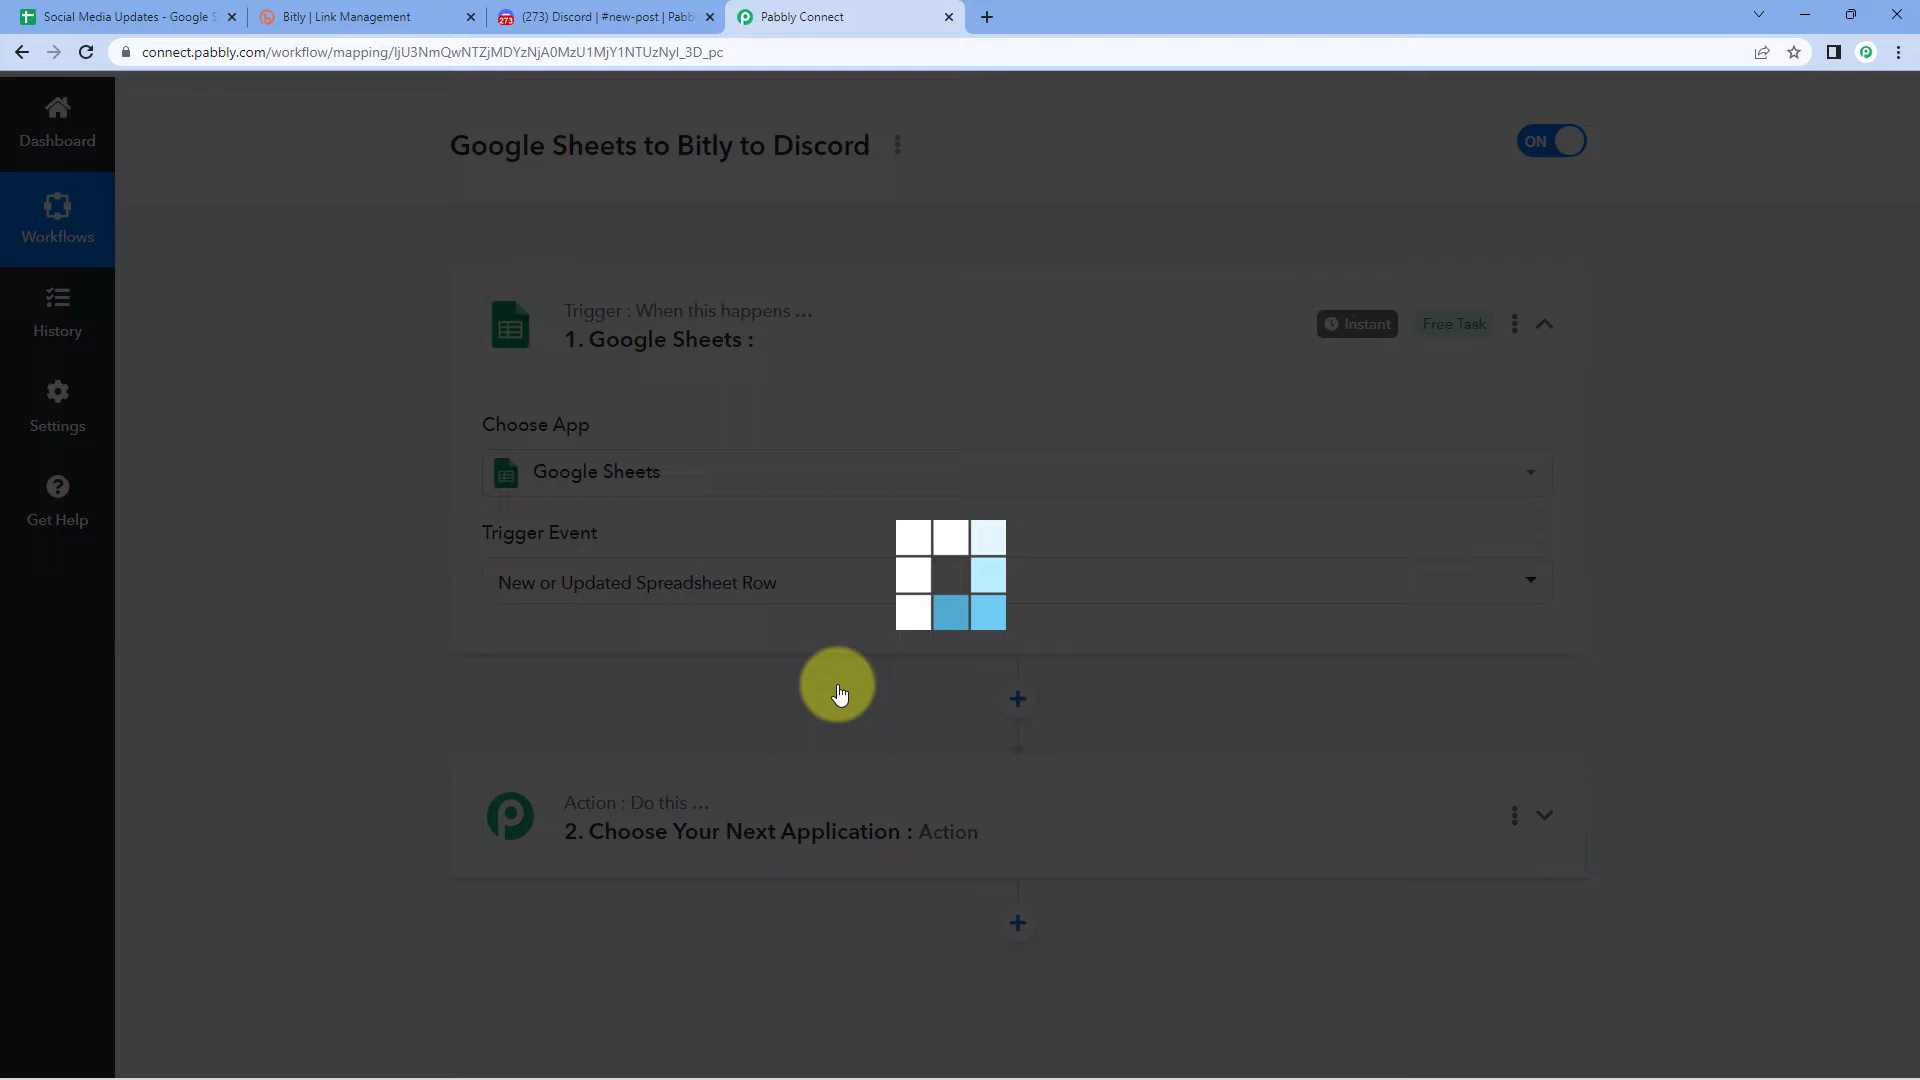 Social Media Updates - Google S
Bitly | Link Management
273
(273) Discord | #new-post | Pabb
Pabbly Connect
connect.pabbly.com/workflow/mapping/IjU3NmQwNTZjMDYzNjA0MzU1MjY1NTUzNyI_3D_pc
Dashboard
Workflows
History
Settings
Get Help
Google Sheets to Bitly to Discord
ON
Trigger : When this happens ...
1. Google Sheets :
Instant
Free Task
Choose App
Google Sheets
Trigger Event
New or Updated Spreadsheet Row
Action : Do this ...
2. Choose Your Next Application : Action